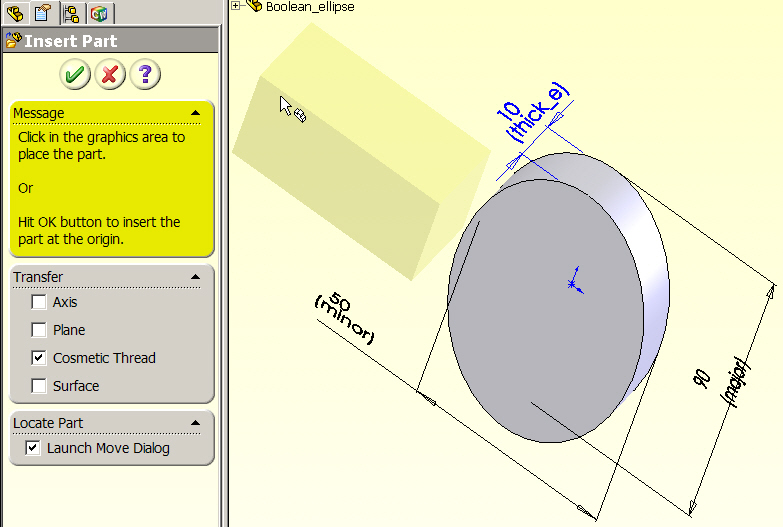 Boolean_ellipse
Insert Part
?
Message
Click in the graphics area to
place the part.
Or
Hit OK button to insert the
part at the origin.
Transfer
Axis
Plane
Cosmetic Thread
Surface
Locate Part
Launch Move Dialog
10
(thick_e)
50
(minor)
90
(major)